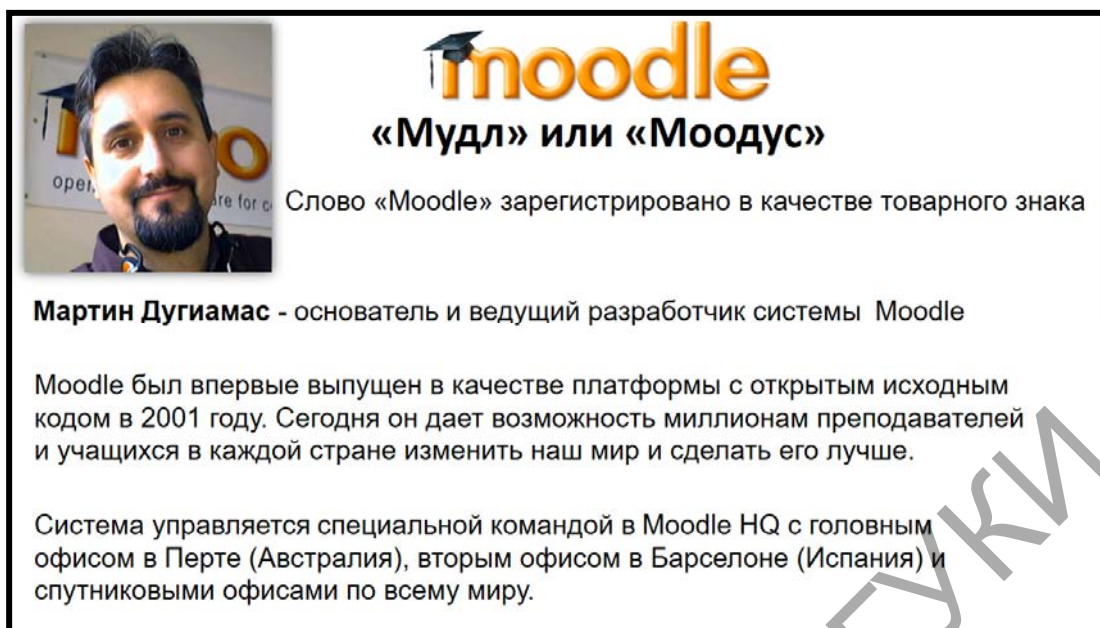 moodle
«Мудл» или «Моодус»
Слово «Moodle» зарегистрировано в качестве товарного знака
Мартин Дугиамас - основатель и ведущий разработчик системы Moodle
Moodle был впервые выпущен в качестве платформы с открытым исходным
кодом в 2001 году. Сегодня он дает возможность миллионам преподавателей
и учащихся в каждой стране изменить наш мир и сделать его лучше.
Система управляется специальной командой в Moodle HQ с головным
офисом в Перте (Австралия), вторым офисом в Барселоне (Испания) и
спутниковыми офисами по всему миру.